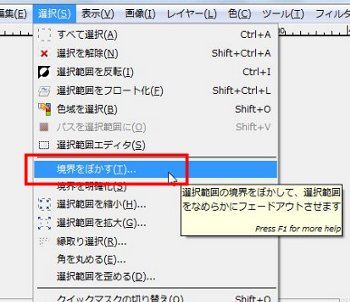 編集(E) 選択(S) 表示(V) 画像(I) レイヤー(L) 色(C) ツール(T) フィルタ
すべて選択(A) Ctrl+A
選択を解除(N) Shift+Ctrl+A
選択範囲を反転(I) Ctrl+I
選択範囲をフロート化(F) Shift+Ctrl+L
色域を選択(B) Shift+O
パスを選択範囲に(O) Shift+V
選択範囲エディタ(S)
境界をぼかす(T)...
境界を明確化(S)
選択範囲を縮小(H)...
選択範囲を拡大(G)...
縁取り選択(R)...
角を丸める(E)...
選択範囲を歪める(D)...
クイックマスクの切り替え(Q) Shift+Q
選択範囲の境界をぼかして、選択範囲
をなめらかにフェードアウトさせます
Press F1 for more help